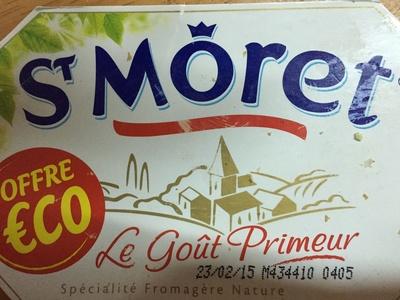 St Môret
OFFRE
€CO
Le Goût Primeur
23/02/15 M434410 0405
Spécialité Fromagère Nature